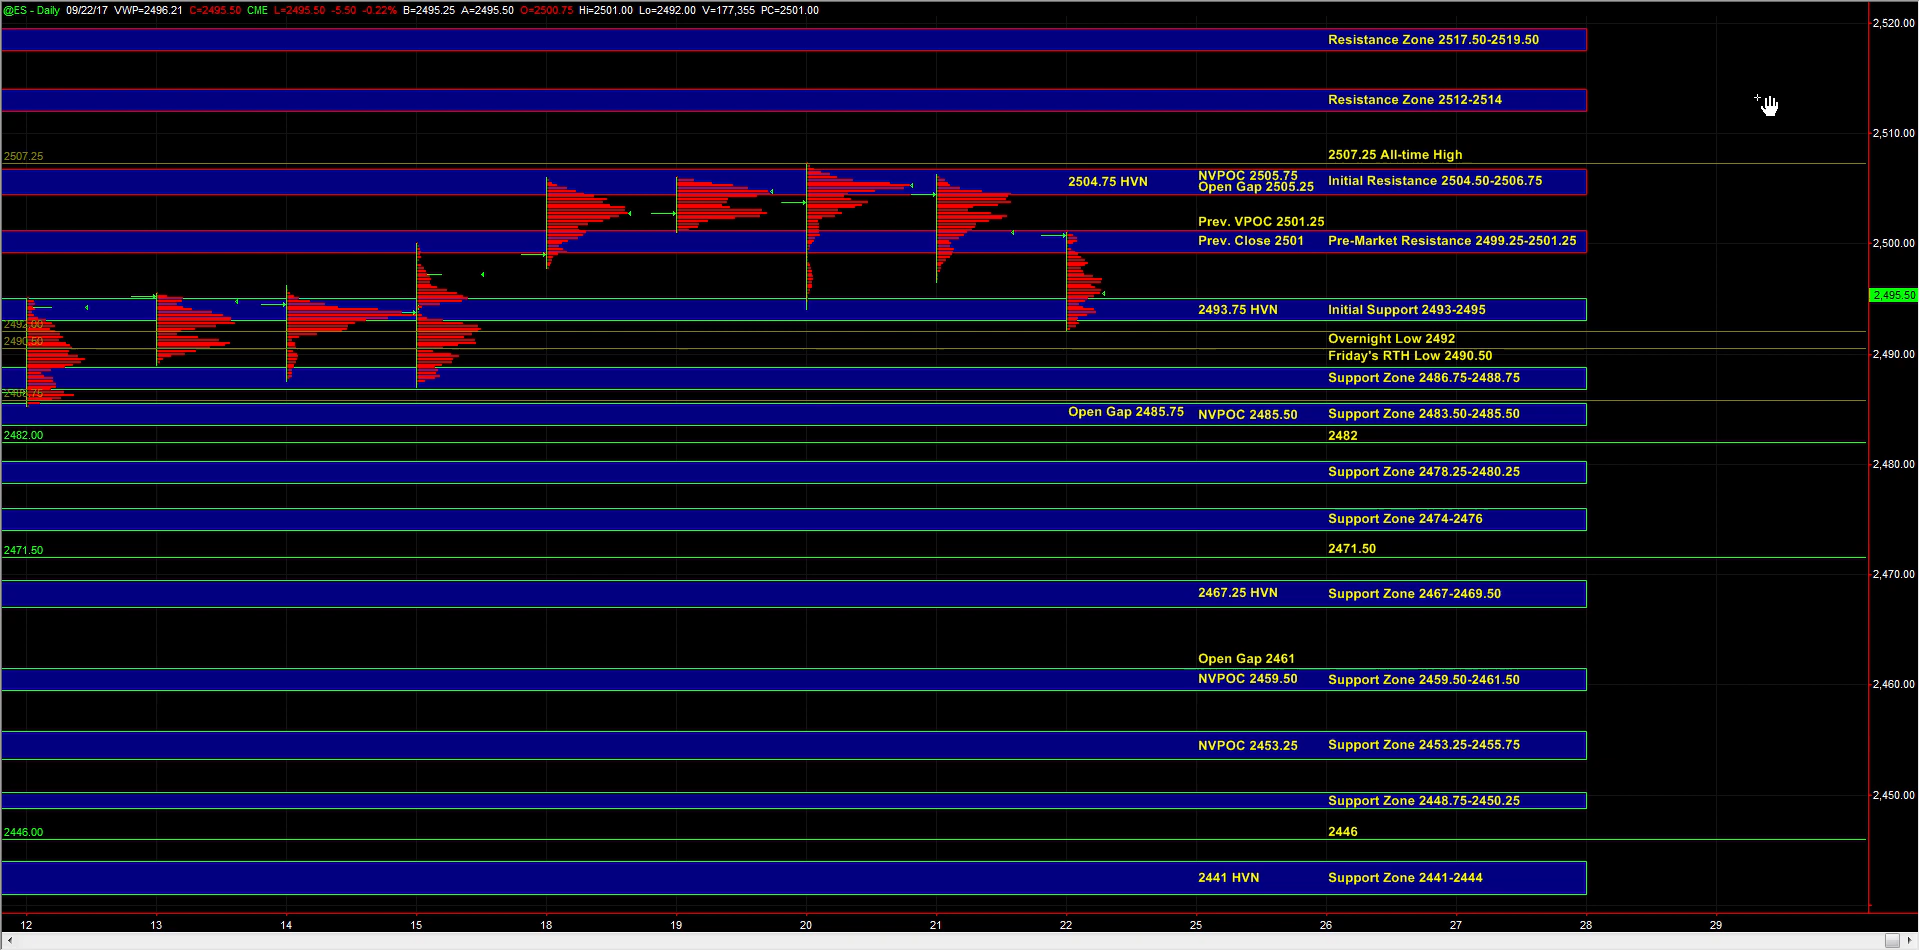 @ES - Daily 09/22/17 VWP=2496.21 C=2495.50 CME L=2495.50 -5.50 -0.22% B=2495.25 A=2495.50 O=2500.75 Hi=2501.00 Lo=2492.00 V=177,355 PC=2501.00
2,520.00
Resistance Zone 2517.50-2519.50
Resistance Zone 2512-2514
2,510.00
2507.25
2507.25 All-time High
2504.75 HVN
NVPOC 2505.75
Open Gap 2505.25
Initial Resistance 2504.50-2506.75
Prev. VPOC 2501.25
Prev. Close 2501
Pre-Market Resistance 2499.25-2501.25
2,500.00
2,495.50
2493.75 HVN
Initial Support 2493-2495
2492.00
Overnight Low 2492
2490.50
Friday's RTH Low 2490.50
2,490.00
Support Zone 2486.75-2488.75
Open Gap 2485.75
NVPOC 2485.50
Support Zone 2483.50-2485.50
2482.00
2482
2,480.00
Support Zone 2478.25-2480.25
Support Zone 2474-2476
2471.50
2471.50
2,470.00
2467.25 HVN
Support Zone 2467-2469.50
Open Gap 2461
NVPOC 2459.50
Support Zone 2459.50-2461.50
2,460.00
NVPOC 2453.25
Support Zone 2453.25-2455.75
Support Zone 2448.75-2450.25
2,450.00
2446.00
2446
2441 HVN
Support Zone 2441-2444
12 13 14 15 18 19 20 21 22 25 26 27 28 29